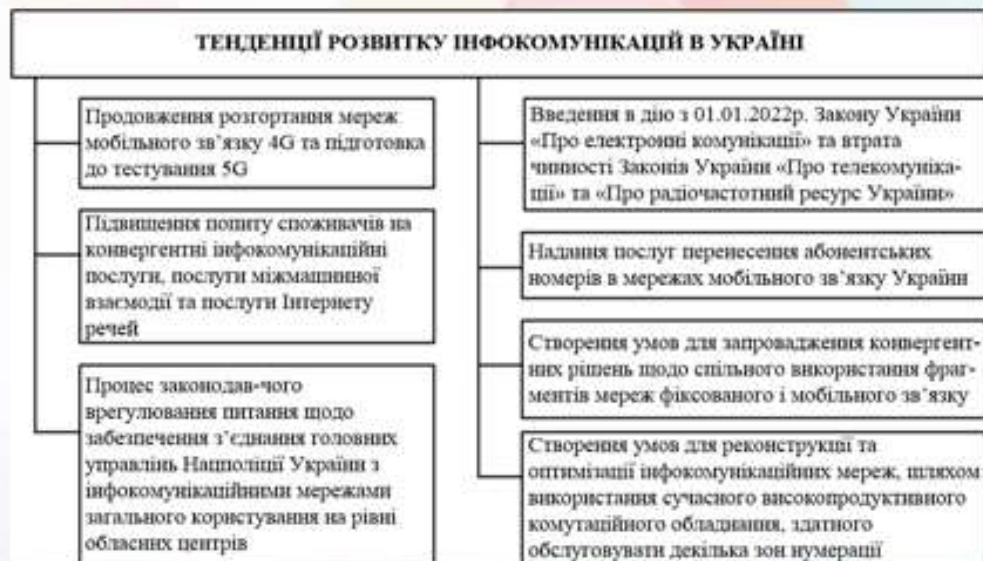 ТЕНДЕНЦІЇ РОЗВИТКУ ІНФОКОМУНІКАЦІЙ В УКРАЇНІ
Продовження розгортання мереж
мобільного зв’язку 4G та підготовка
до тестування 5G
Підвищення попиту споживачів на
конвергентні інфокомунікаційні
послуги, послуги міжмашинної
взаємодії та послуги Інтернету
речей
Процес законодав-чого
врегулювання питання щодо
забезпечення з’єднання головних
управлінь Нацполіції України з
інфокомунікаційними мережами
загального користування на рівні
обласних центрів
Введення в дію з 01.01.2022р. Закону України
«Про електронні комунікації» та втрата
чинності Законів України «Про телекомуніка-
ції» та «Про радіочастотний ресурс України»
Надання послуг перенесення абонентських
номерів в мережах мобільного зв’язку України
Створення умов для запровадження конвергент-
них рішень щодо спільного використання фраг-
ментів мереж фіксованого і мобільного зв’язку
Створення умов для реконструкції та
оптимізації інфокомунікаційних мереж, шляхом
використання сучасного високопродуктивного
комутаційного обладнання, здатного
обслуговувати декілька зон нумерації